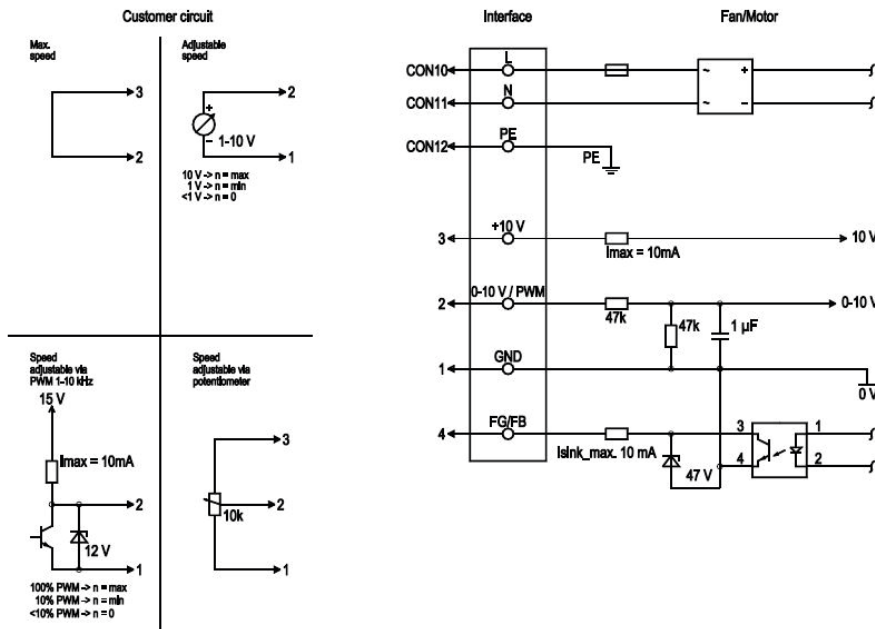 Customer circuit
Interface
Fan/Motor
Max.
speed
3
2
Adjustable
speed
2
+
–
1-10 V
1
10 V -> n = max
1 V -> n = min
<1 V -> n = 0
Speed
adjustable via
PWM 1-10 kHz
15 V
Imax = 10mA
2
12 V
1
100% PWM -> n = max
10% PWM -> n = min
<10% PWM -> n = 0
Speed
adjustable via
potentiometer
3
2
10k
1
CON10
L
~ +
CON11
N
~ –
CON12
PE
PE
3
+10 V
Imax = 10mA
10 V
2
0-10 V / PWM
47k
47k
1 µF
0-10 V
1
GND
0 V
4
FG/FB
Isink_max. 10 mA
47 V
3
4
1
2